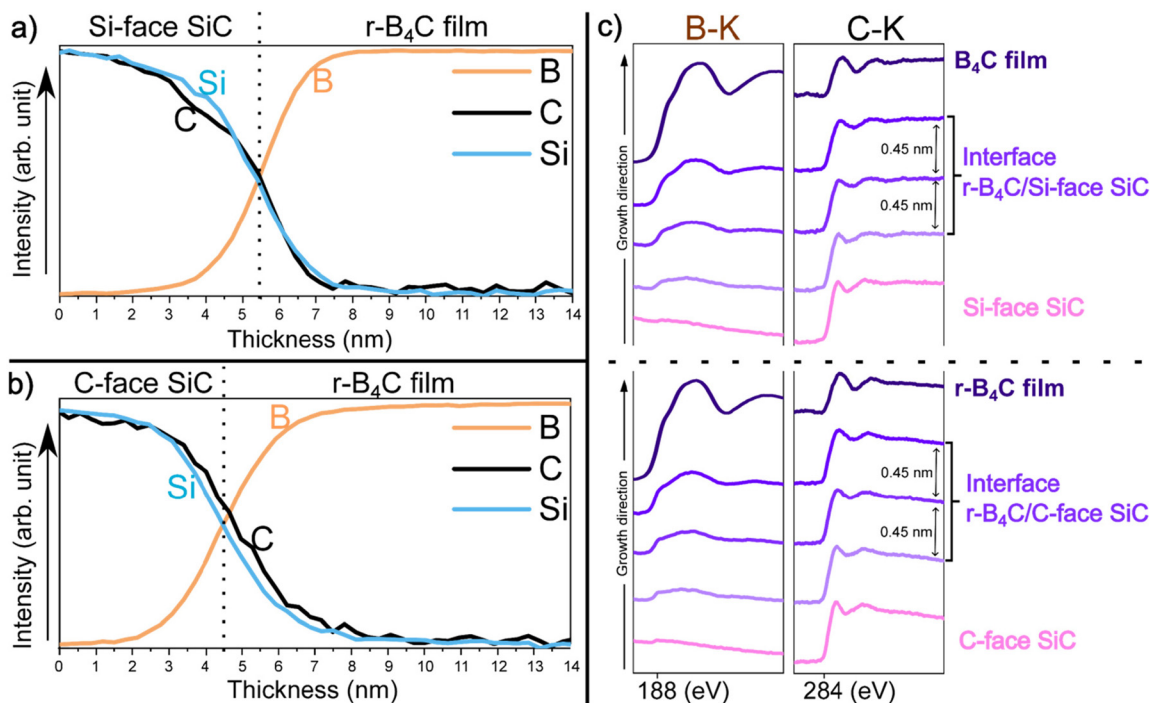 a)
Si-face SiC
r-B₄C film
Intensity (arb. unit)
Si
C
B
B
C
Si
0 1 2 3 4 5 6 7 8 9 10 11 12 13 14
Thickness (nm)
b)
C-face SiC
r-B₄C film
Intensity (arb. unit)
Si
C
B
B
C
Si
0 1 2 3 4 5 6 7 8 9 10 11 12 13 14
Thickness (nm)
c)
B-K
C-K
Growth direction
B₄C film
0.45 nm
0.45 nm
Interface
r-B₄C/Si-face SiC
Si-face SiC
Growth direction
r-B₄C film
0.45 nm
0.45 nm
Interface
r-B₄C/C-face SiC
C-face SiC
188 (eV)
284 (eV)